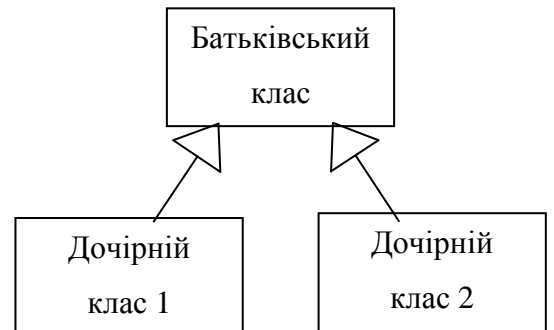 Батьківський
клас
Дочірній
клас 1
Дочірній
клас 2